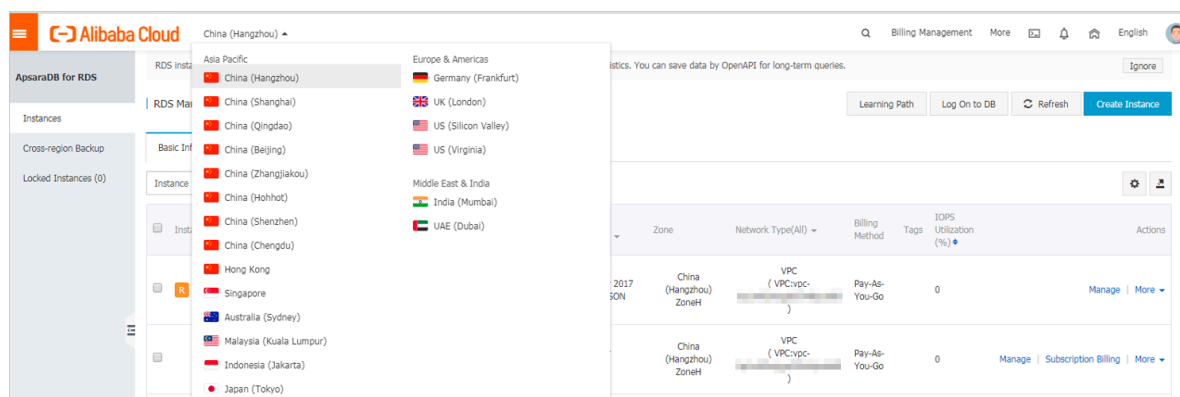 Alibaba Cloud
China (Hangzhou)
Billing Management
More
English
ApsaraDB for RDS
Instances
Cross-region Backup
Locked Instances (0)
RDS insta
istics. You can save data by OpenAPI for long-term queries.
Ignore
RDS Mar
Learning Path
Log On to DB
Refresh
Create Instance
Basic Inf
Instance
Asia Pacific
China (Hangzhou)
China (Shanghai)
China (Qingdao)
China (Beijing)
China (Zhangjiakou)
China (Hohhot)
China (Shenzhen)
China (Chengdu)
Hong Kong
Singapore
Australia (Sydney)
Malaysia (Kuala Lumpur)
Indonesia (Jakarta)
Japan (Tokyo)
Europe & Americas
Germany (Frankfurt)
UK (London)
US (Silicon Valley)
US (Virginia)
Middle East & India
India (Mumbai)
UAE (Dubai)
Insta
Zone
Network Type(All)
Billing
Method
Tags
IOPS
Utilization
(%)
Actions
R
2017
SON
China
(Hangzhou)
ZoneH
VPC
( VPC:vpc-
)
Pay-As-
You-Go
0
Manage | More
China
(Hangzhou)
ZoneH
VPC
( VPC:vpc-
)
Pay-As-
You-Go
0
Manage | Subscription Billing | More